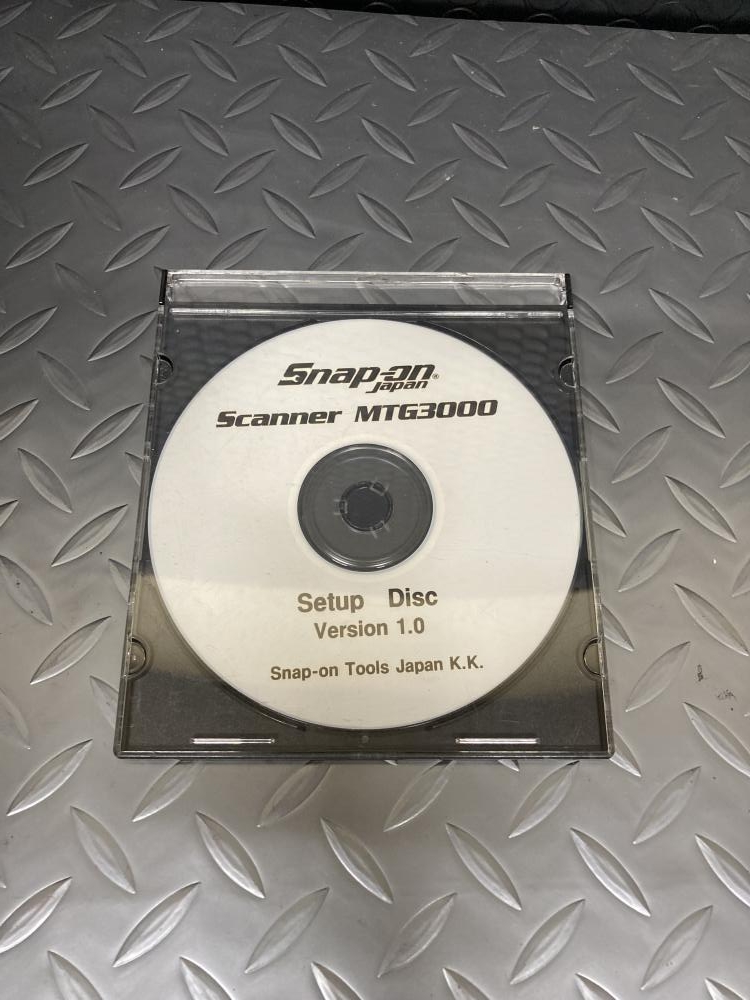 Snap-on®
Japan
Scanner MTG3000
Setup Disc
Version 1.0
Snap-on Tools Japan K.K.